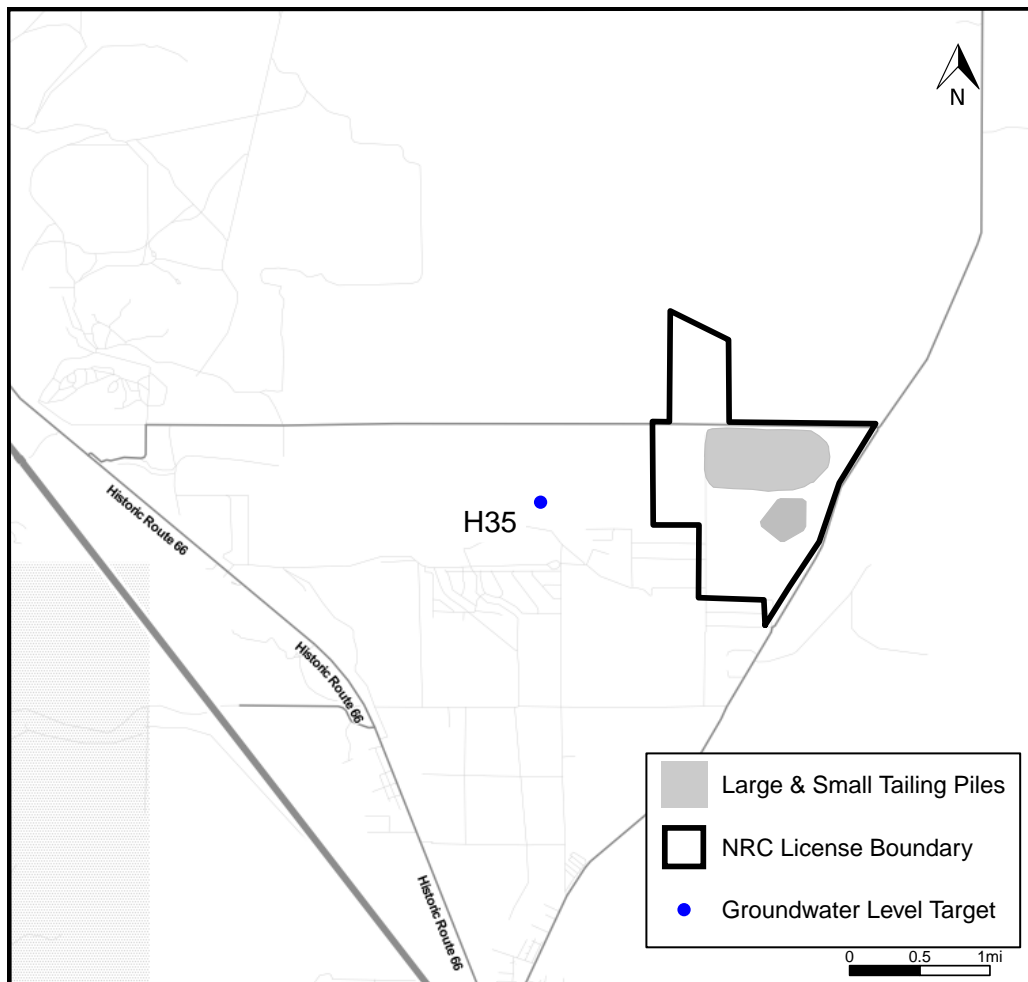 N
H35
Historic Route 66
Historic Route 66
Historic Route 66
Large & Small Tailing Piles
NRC License Boundary
Groundwater Level Target
0 0.5 1mi